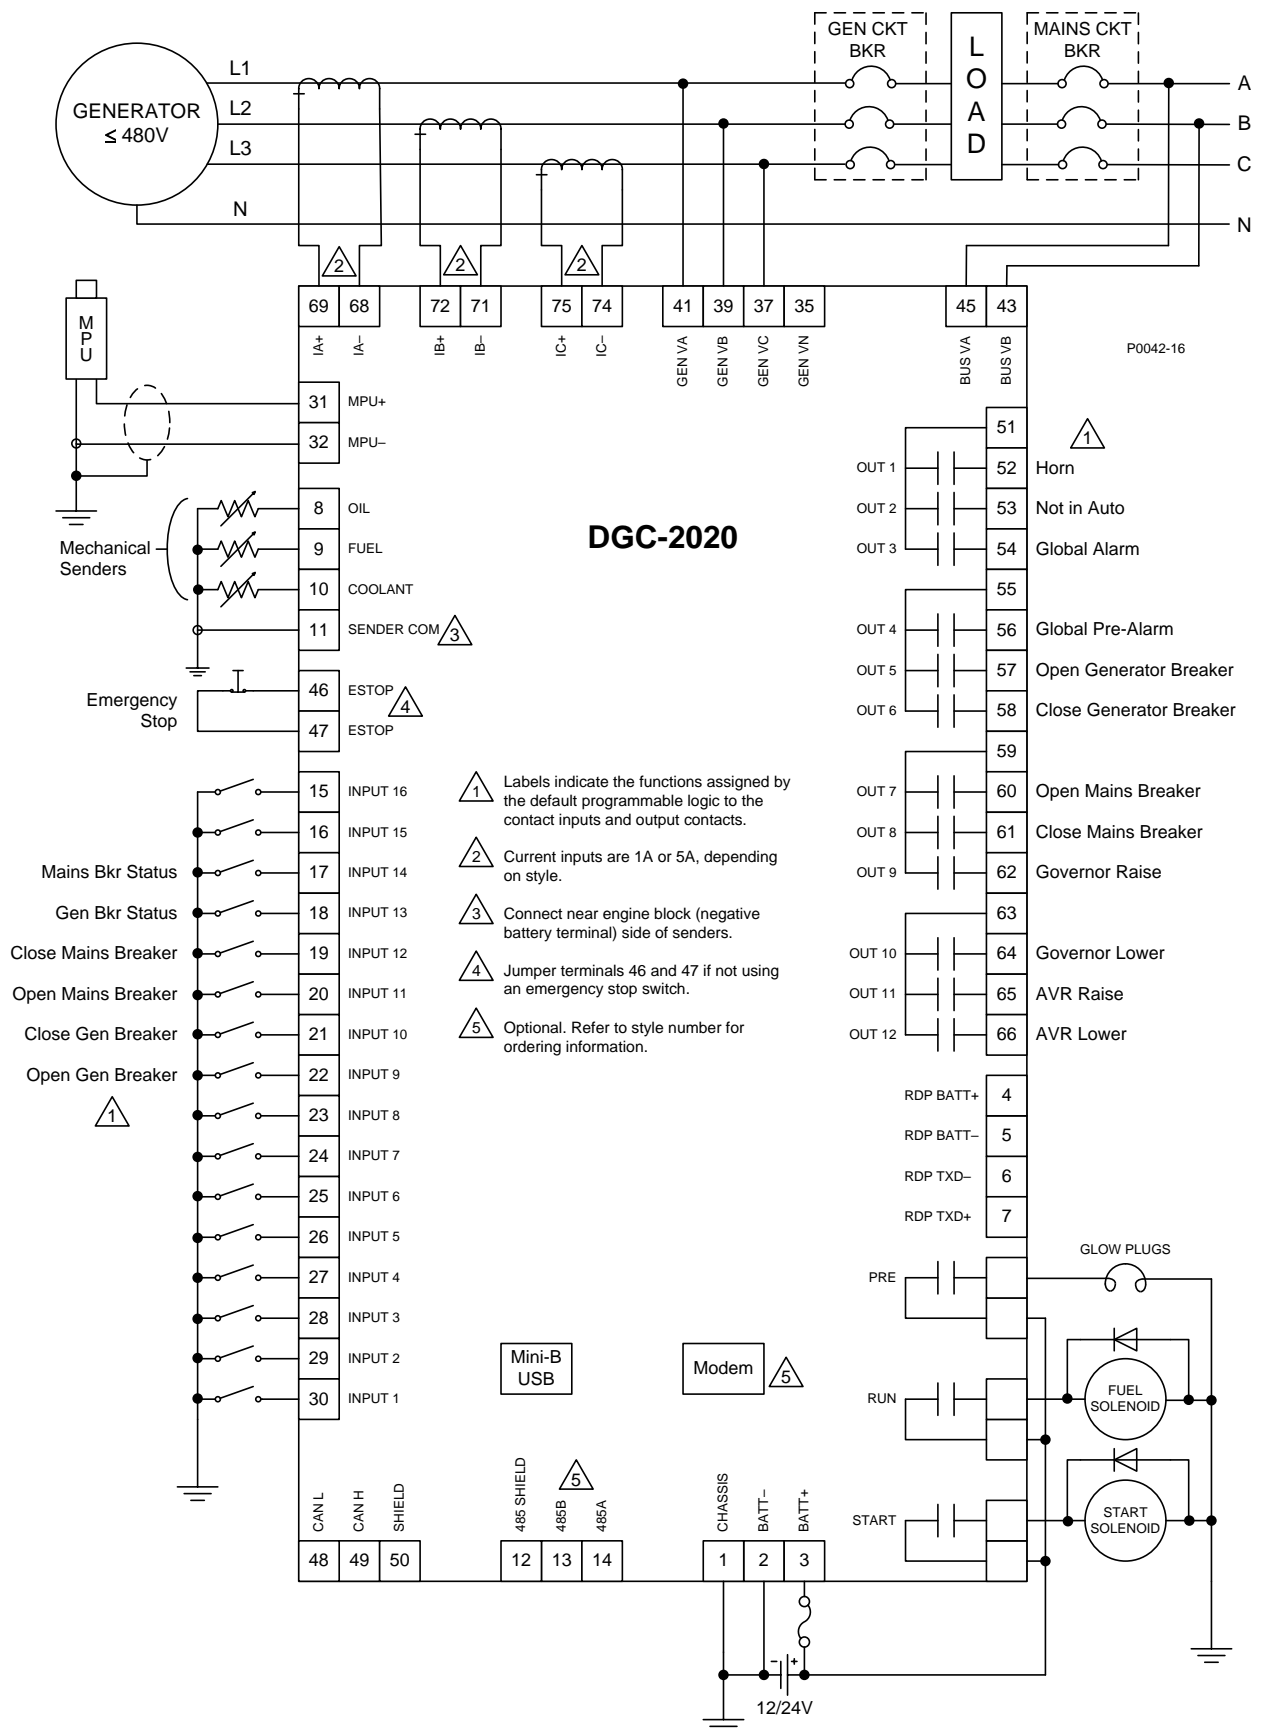 GEN CKT
BKR
LOAD
MAINS CKT
BKR
GENERATOR
≤ 480V
L1
L2
L3
N
A
B
C
N
2
2
2
69
68
72
71
75
74
41
39
37
35
45
43
IA+
IA–
IB+
IB–
IC+
IC–
GEN VA
GEN VB
GEN VC
GEN VN
BUS VA
BUS VB
P0042-16
MPU
31 MPU+
32 MPU–
Mechanical
Senders
8 OIL
9 FUEL
10 COOLANT
11 SENDER COM 3
Emergency
Stop
46 ESTOP
4
47 ESTOP
DGC-2020
51
1
OUT 1 52 Horn
OUT 2 53 Not in Auto
OUT 3 54 Global Alarm
55
OUT 4 56 Global Pre-Alarm
OUT 5 57 Open Generator Breaker
OUT 6 58 Close Generator Breaker
59
OUT 7 60 Open Mains Breaker
OUT 8 61 Close Mains Breaker
OUT 9 62 Governor Raise
63
OUT 10 64 Governor Lower
OUT 11 65 AVR Raise
OUT 12 66 AVR Lower
15 INPUT 16
16 INPUT 15
Mains Bkr Status 17 INPUT 14
Gen Bkr Status 18 INPUT 13
Close Mains Breaker 19 INPUT 12
Open Mains Breaker 20 INPUT 11
Close Gen Breaker 21 INPUT 10
Open Gen Breaker 22 INPUT 9
1
23 INPUT 8
24 INPUT 7
25 INPUT 6
26 INPUT 5
27 INPUT 4
28 INPUT 3
29 INPUT 2
30 INPUT 1
1 Labels indicate the functions assigned by
the default programmable logic to the
contact inputs and output contacts.
2 Current inputs are 1A or 5A, depending
on style.
3 Connect near engine block (negative
battery terminal) side of senders.
4 Jumper terminals 46 and 47 if not using
an emergency stop switch.
5 Optional. Refer to style number for
ordering information.
RDP BATT+ 4
RDP BATT– 5
RDP TXD– 6
RDP TXD+ 7
GLOW PLUGS
PRE
Mini-B
USB
Modem
5
RUN
FUEL
SOLENOID
START
START
SOLENOID
CAN L
CAN H
SHIELD
485 SHIELD
485B
485A
5
CHASSIS
BATT–
BATT+
48
49
50
12
13
14
1
2
3
- +
12/24V